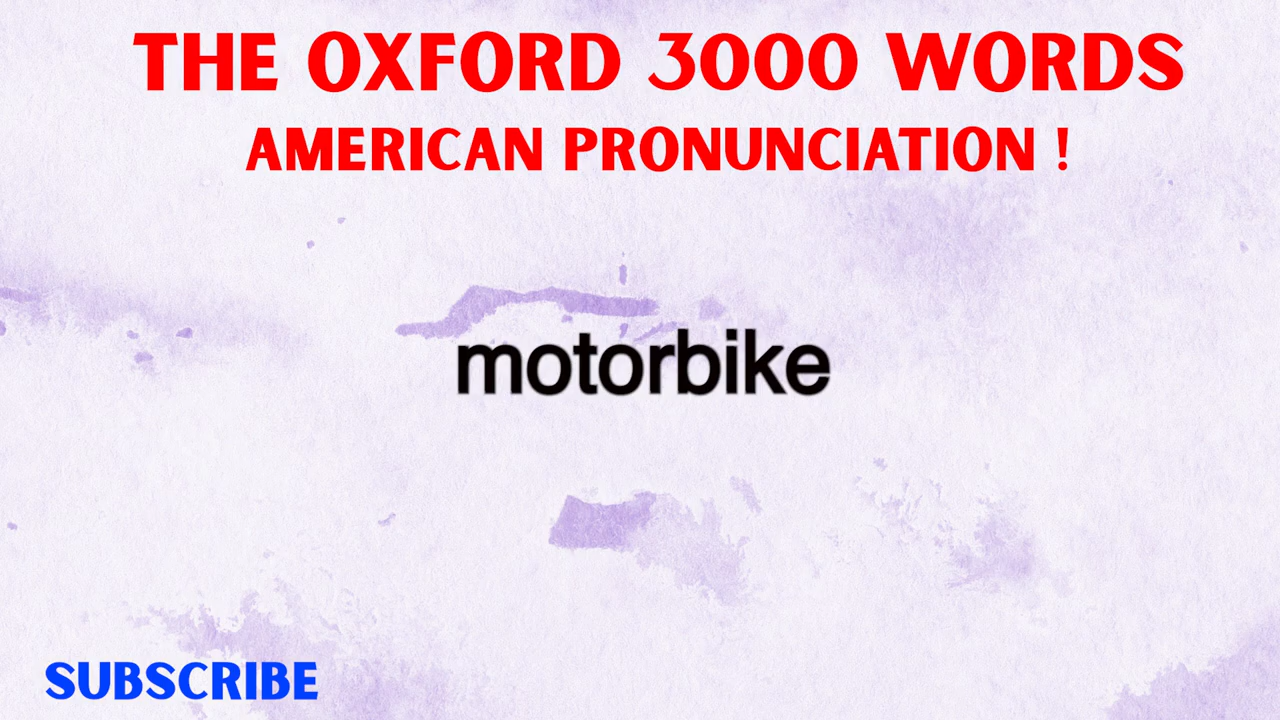 THE OXFORD 3000 WORDS
AMERICAN PRONUNCIATION !
motorbike
SUBSCRIBE